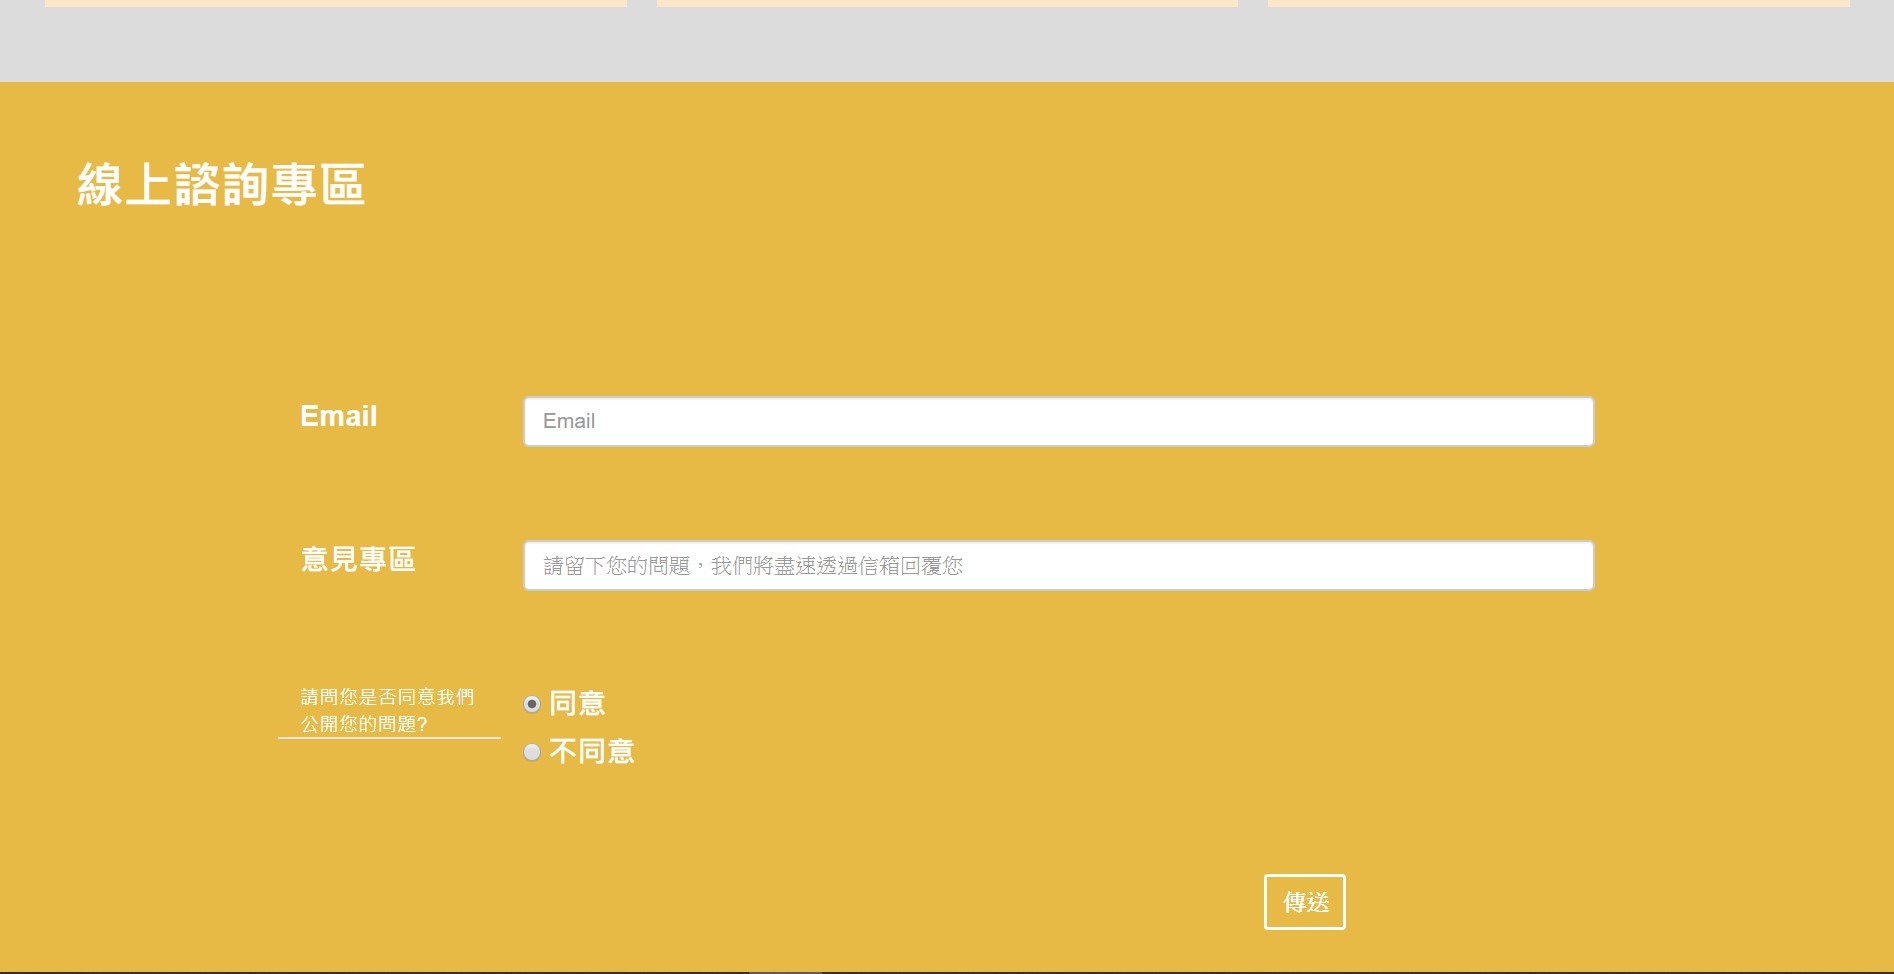 線上諮詢專區
Email
Email
意見專區
請留下您的問題，我們將盡速透過信箱回覆您
請問您是否同意我們
公開您的問題?
同意
不同意
傳送